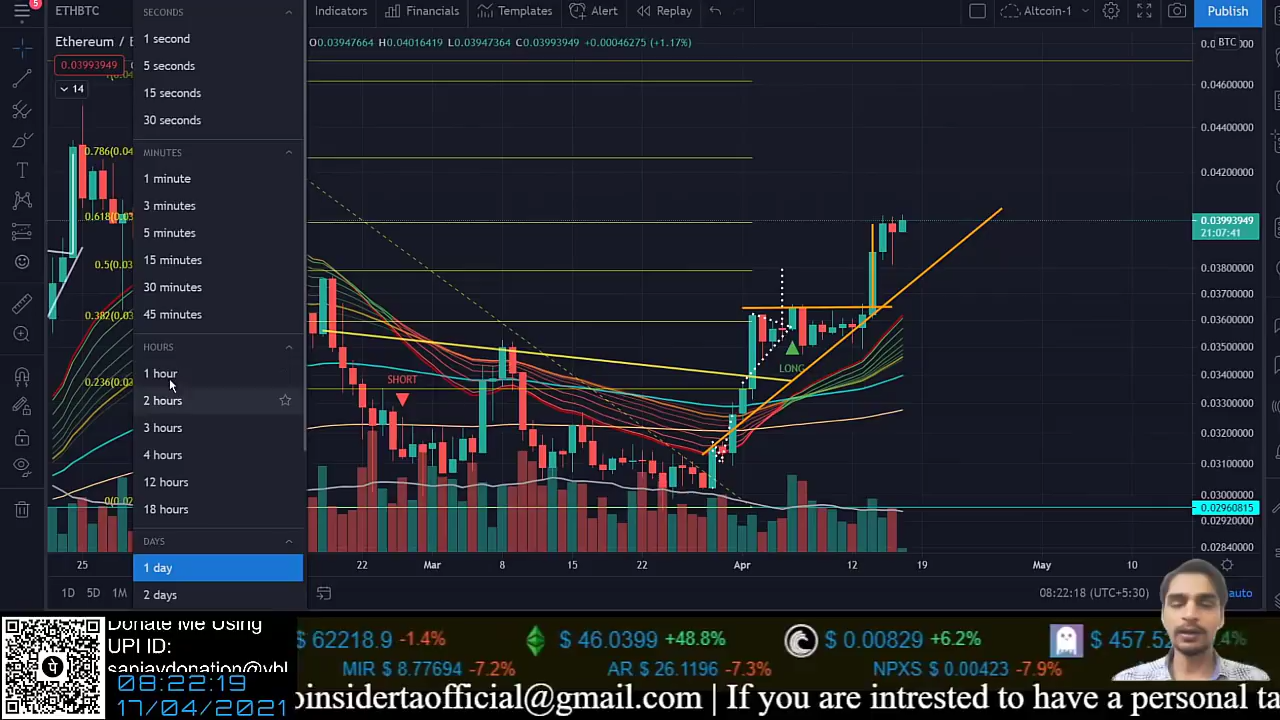 5
ETHBTC
SECONDS
Indicators
Financials
Templates
Alert
Replay
Altcoin-1
Publish
1 second
Ethereum /
O0.03947664 H0.04016419 L0.03947364 C0.03993949 +0.00046275 (+1.17%)
BTC
0.03993949
5 seconds
14
15 seconds
0.04600000
30 seconds
0.04400000
MINUTES
0.786(0.04
1 minute
0.04200000
3 minutes
0.618(0.03
0.03993949
5 minutes
21:07:41
15 minutes
0.5(0.03
0.03800000
30 minutes
0.03700000
45 minutes
0.382(0.03
0.03600000
HOURS
0.03500000
1 hour
LONG
0.03400000
0.236(0.03
SHORT
2 hours
0.03300000
3 hours
0.03200000
4 hours
0.03100000
12 hours
0.03000000
0(0.02
18 hours
0.02960815
0.02920000
DAYS
0.02840000
1 day
25
22
Mar
8
15
22
Apr
12
19
May
10
2 days
1D 5D 1M
08:22:18 (UTC+5:30)
auto
Donate Me Using
UPI ID:
sanjaydonation@ybl
08:22:19
17/04/2021
62218.9 -1.4%
$ 46.0399 +48.8%
$ 0.00829 +6.2%
$ 457.52
MIR $ 8.77694 -7.2%
AR $ 26.1196 -7.3%
NPXS $ 0.00423 -7.9%
oinsidertaofficial@gmail.com | If you are intrested to have a personal ta